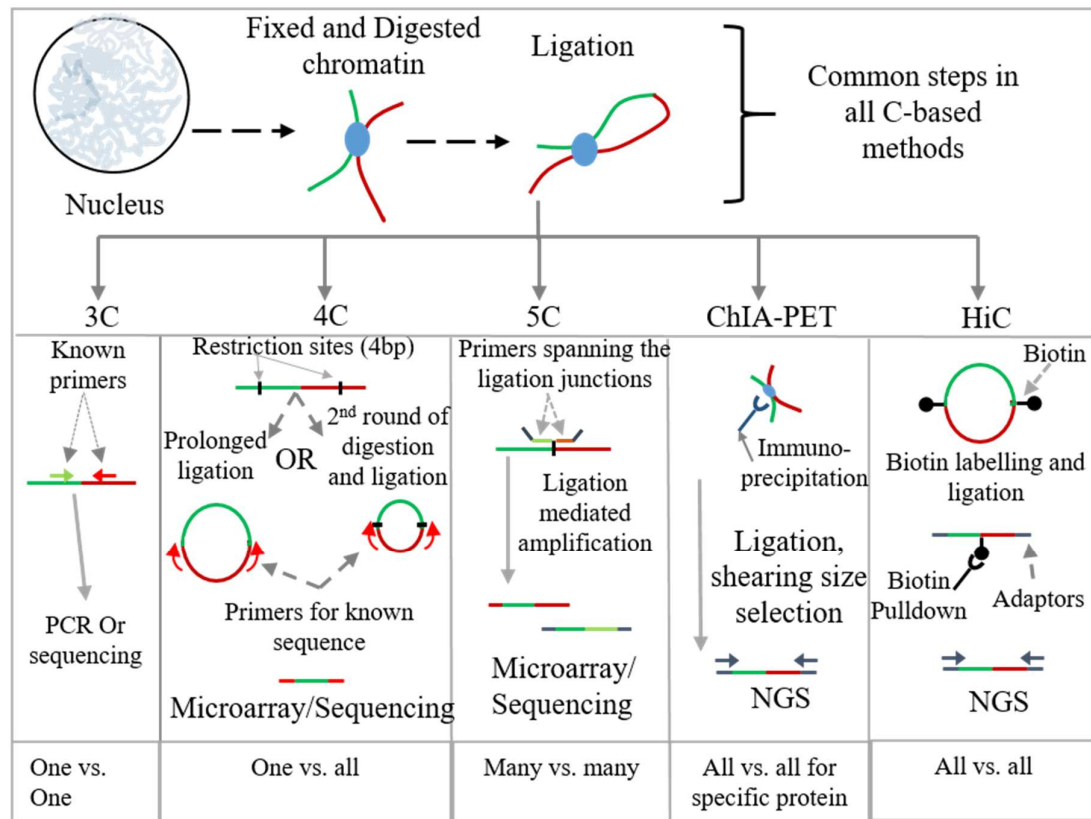 Fixed and Digested
chromatin
Ligation
Common steps in
all C-based
methods
Nucleus
3C
4C
5C
ChIA-PET
HiC
Known
primers
PCR Or
sequencing
Restriction sites (4bp)
Prolonged
ligation
OR
2nd round of
digestion
and ligation
Primers for known
sequence
Microarray/Sequencing
Primers spanning the
ligation junctions
Ligation
mediated
amplification
Microarray/
Sequencing
Immuno-
precipitation
Ligation,
shearing size
selection
NGS
Biotin
Biotin labelling and
ligation
Biotin
Pulldown
Adaptors
NGS
One vs.
One
One vs. all
Many vs. many
All vs. all for
specific protein
All vs. all